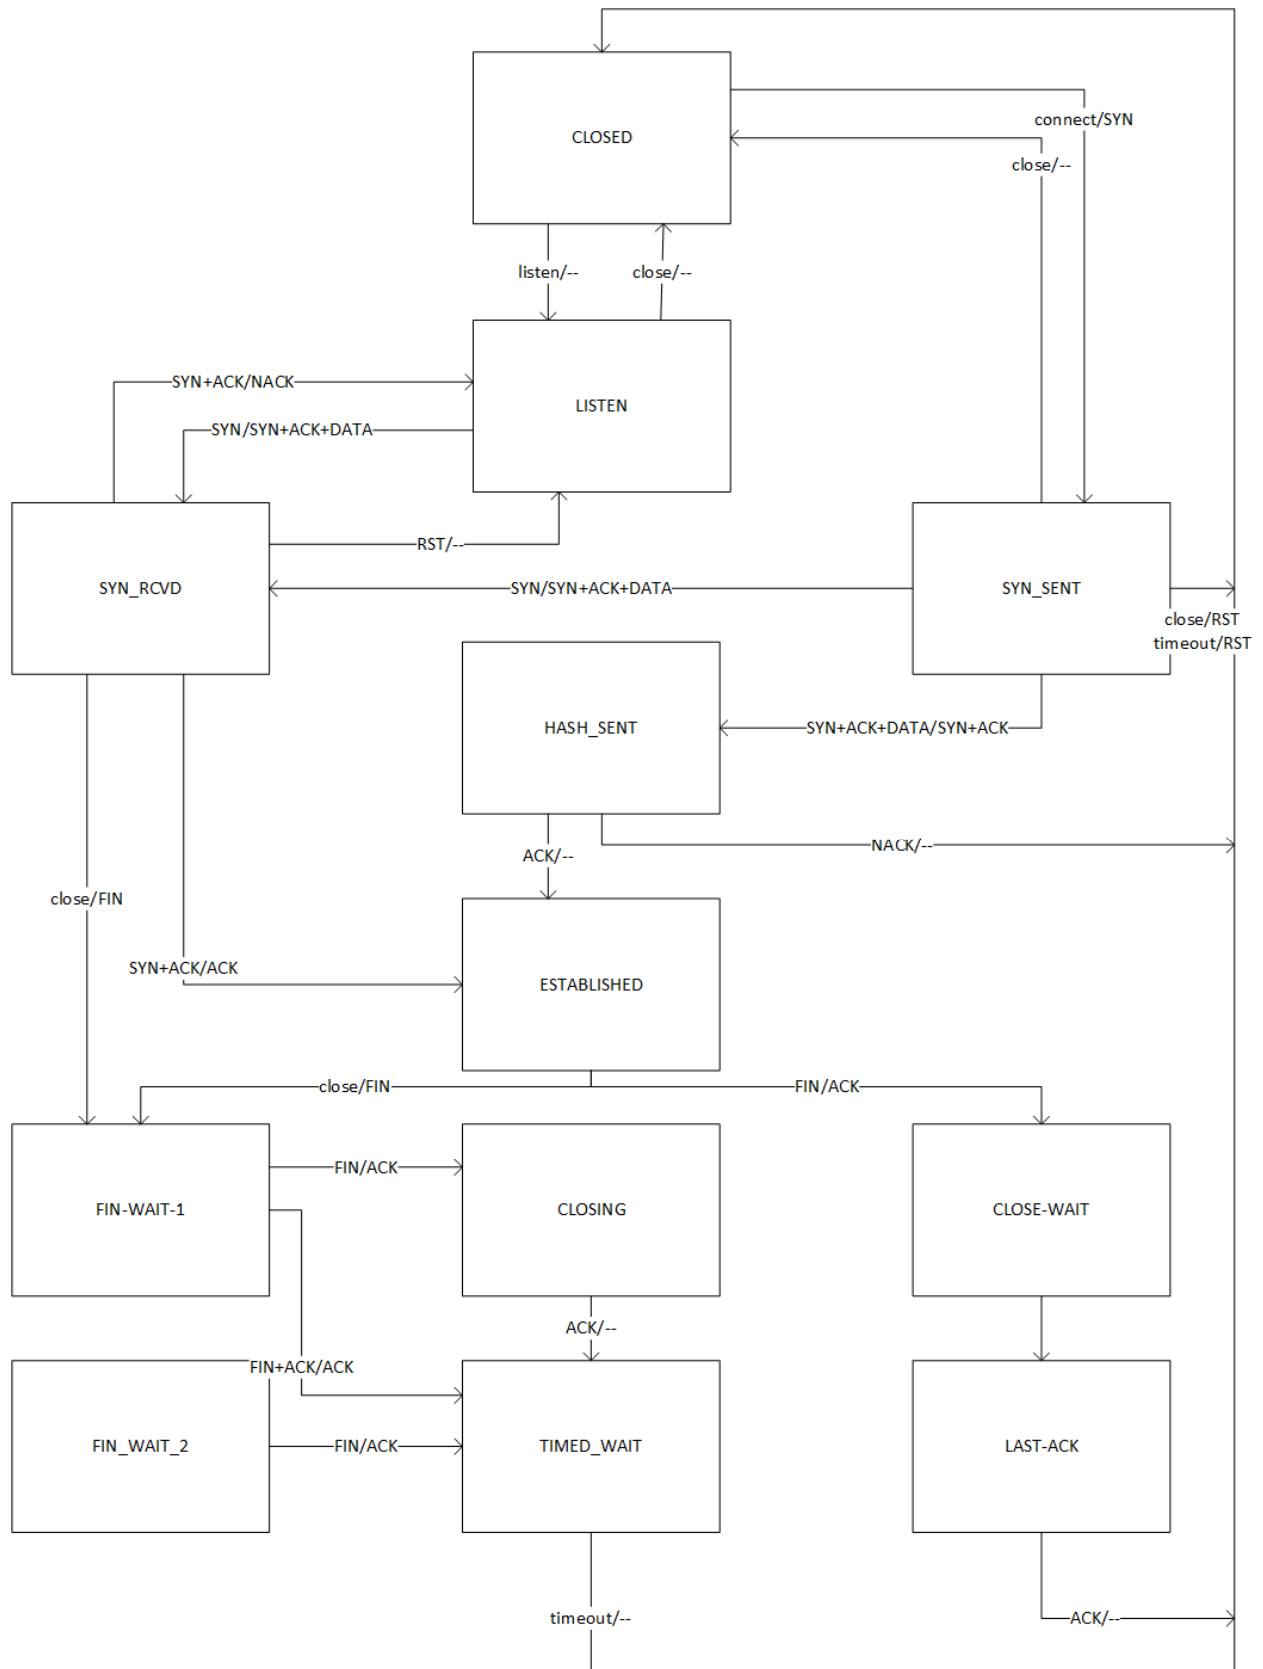 CLOSED
connect/SYN
close/--
listen/--
close/--
SYN+ACK/NACK
LISTEN
SYN/SYN+ACK+DATA
RST/--
SYN_RCVD
SYN/SYN+ACK+DATA
SYN_SENT
close/RST
timeout/RST
HASH_SENT
SYN+ACK+DATA/SYN+ACK
NACK/--
ACK/--
close/FIN
SYN+ACK/ACK
ESTABLISHED
close/FIN
FIN/ACK
FIN-WAIT-1
FIN/ACK
CLOSING
CLOSE-WAIT
ACK/--
FIN+ACK/ACK
FIN_WAIT_2
FIN/ACK
TIMED_WAIT
LAST-ACK
timeout/--
ACK/--